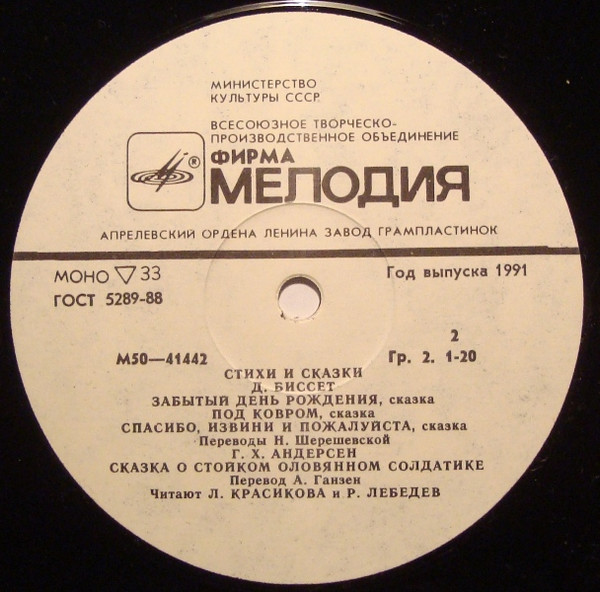 МИНИСТЕРСТВО
КУЛЬТУРЫ СССР
ВСЕСОЮЗНОЕ ТВОРЧЕСКО-
ПРОИЗВОДСТВЕННОЕ ОБЪЕДИНЕНИЕ
® ФИРМА
МЕЛОДИЯ
АПРЕЛЕВСКИЙ ОРДЕНА ЛЕНИНА ЗАВОД ГРАМПЛАСТИНОК
МОНО ▽ 33
Год выпуска 1991
ГОСТ 5289-88
2
М50—41442
Гр. 2. 1-20
СТИХИ И СКАЗКИ
Д. БИССЕТ
ЗАБЫТЫЙ ДЕНЬ РОЖДЕНИЯ, сказка
ПОД КОВРОМ, сказка
СПАСИБО, ИЗВИНИ И ПОЖАЛУЙСТА, сказка
Переводы Н. Шерешевской
Г. Х. АНДЕРСЕН
СКАЗКА О СТОЙКОМ ОЛОВЯННОМ СОЛДАТИКЕ
Перевод А. Ганзен
Читают Л. КРАСИКОВА и Р. ЛЕБЕДЕВ